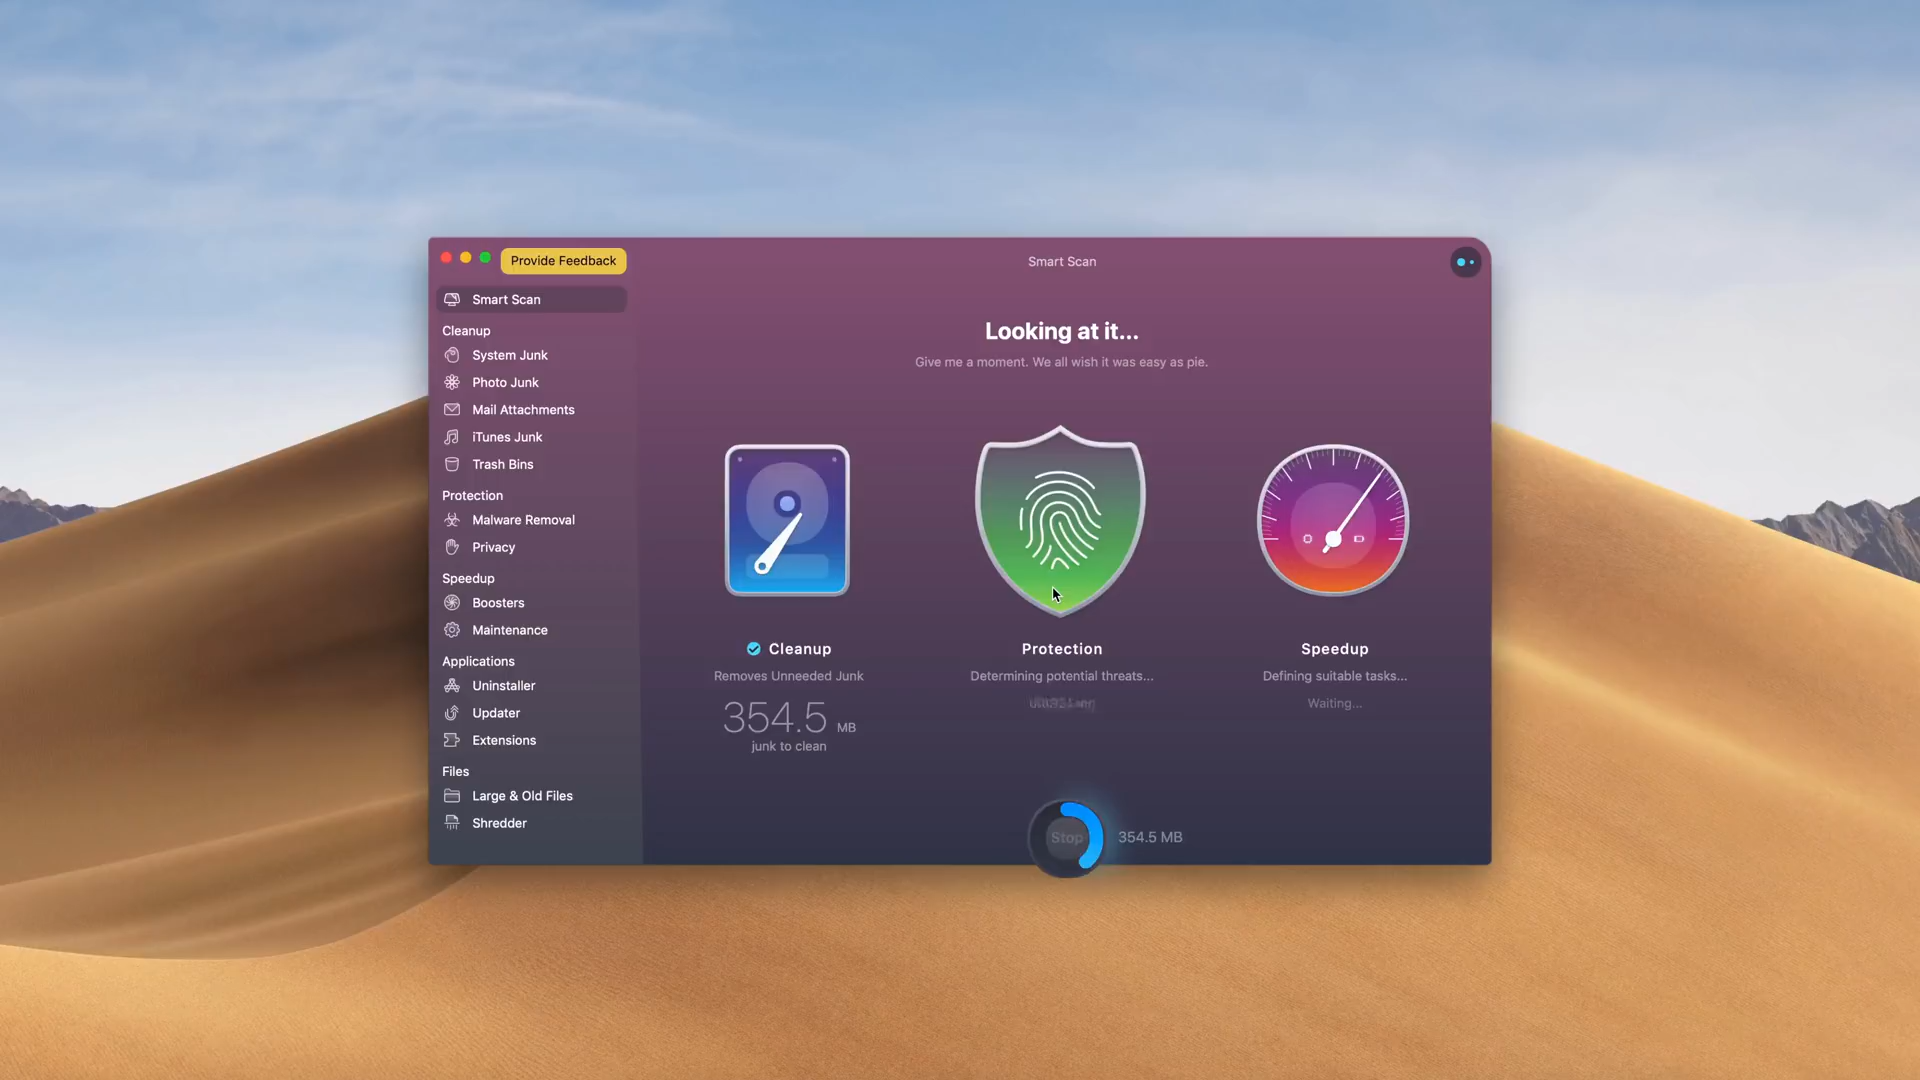 Provide Feedback
Smart Scan
Smart Scan
Cleanup
System Junk
Photo Junk
Mail Attachments
iTunes Junk
Trash Bins
Protection
Malware Removal
Privacy
Speedup
Boosters
Maintenance
Applications
Uninstaller
Updater
Extensions
Files
Large & Old Files
Shredder
Looking at it...
Give me a moment. We all wish it was easy as pie.
Cleanup
Removes Unneeded Junk
354.5 MB
junk to clean
Protection
Determining potential threats...
Speedup
Defining suitable tasks...
Waiting...
Stop
354.5 MB